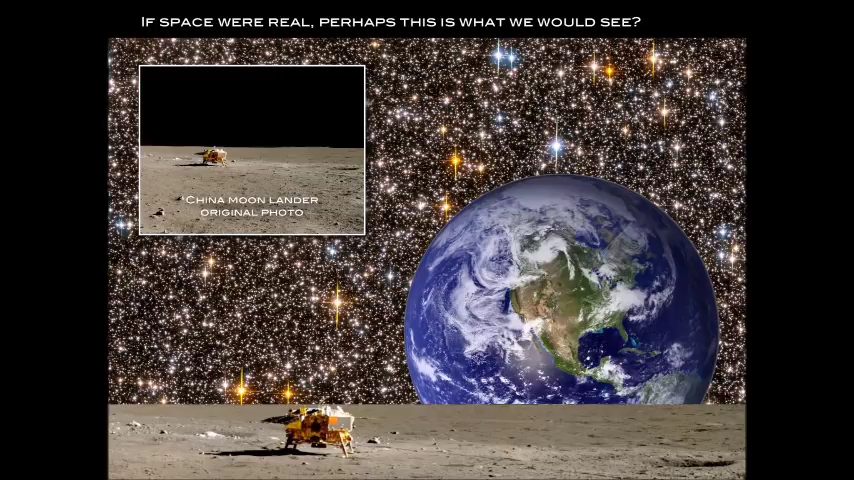 If space were real, perhaps this is what we would see?
*China moon lander
original photo